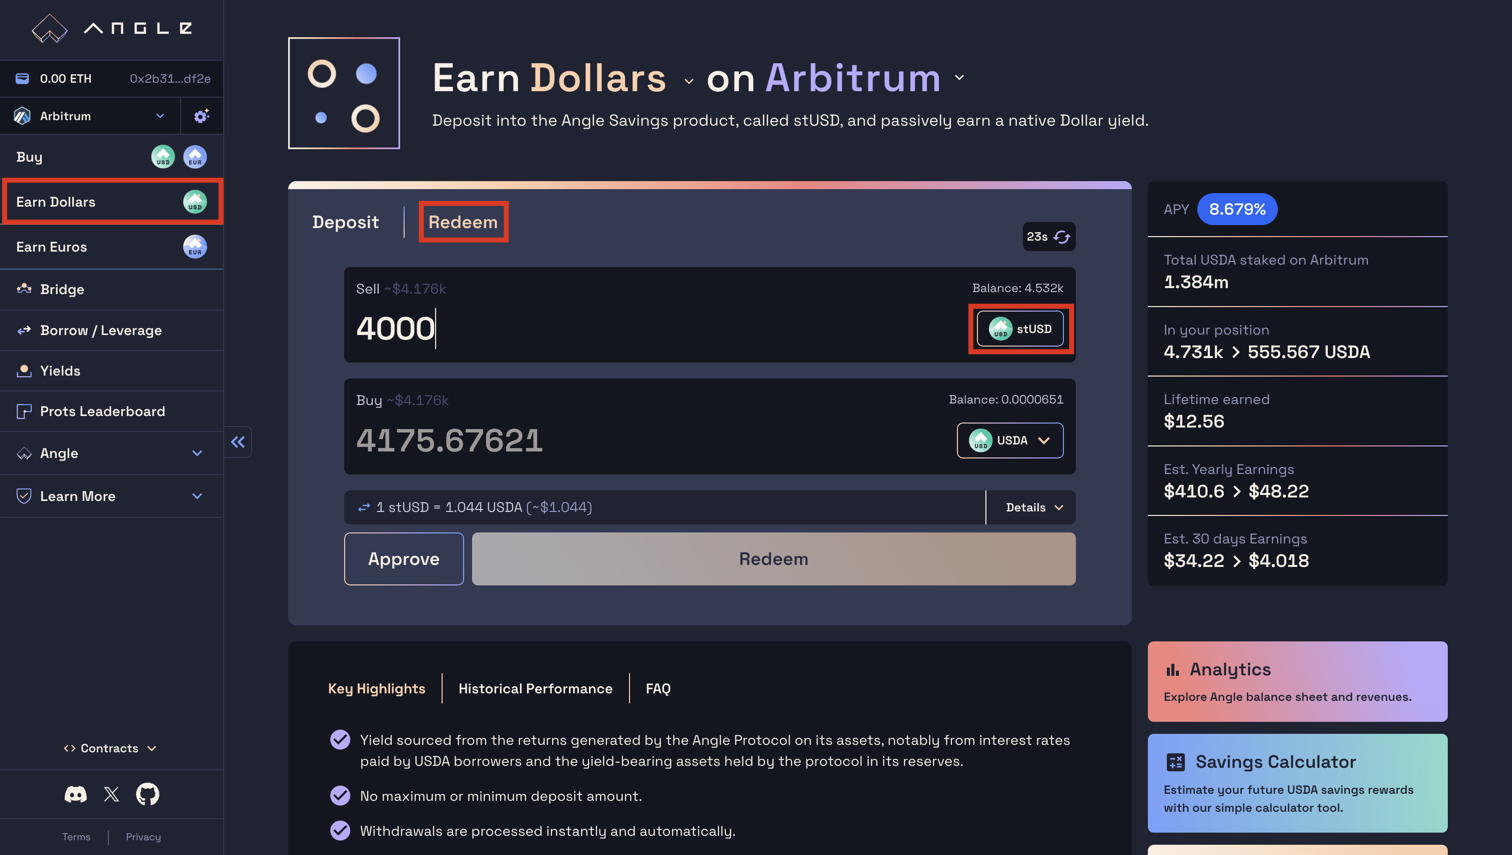 ANGLE
0.00 ETH 0x2b31...df2e
Arbitrum
Buy USD EUR
Earn Dollars USD
Earn Euros EUR
Bridge
Borrow / Leverage
Yields
Prots Leaderboard
Angle
Learn More
Contracts
Terms Privacy
Earn Dollars on Arbitrum
Deposit into the Angle Savings product, called stUSD, and passively earn a native Dollar yield.
Deposit Redeem
23s
Sell ~$4.176k Balance: 4.532k
4000 USD stUSD
Buy ~$4.176k Balance: 0.0000651
4175.67621 USD USDA
1 stUSD = 1.044 USDA (~$1.044) Details
Approve Redeem
Key Highlights Historical Performance FAQ
Yield sourced from the returns generated by the Angle Protocol on its assets, notably from interest rates
paid by USDA borrowers and the yield-bearing assets held by the protocol in its reserves.
No maximum or minimum deposit amount.
Withdrawals are processed instantly and automatically.
APY 8.679%
Total USDA staked on Arbitrum
1.384m
In your position
4.731k > 555.567 USDA
Lifetime earned
$12.56
Est. Yearly Earnings
$410.6 > $48.22
Est. 30 days Earnings
$34.22 > $4.018
Analytics
Explore Angle balance sheet and revenues.
Savings Calculator
Estimate your future USDA savings rewards
with our simple calculator tool.